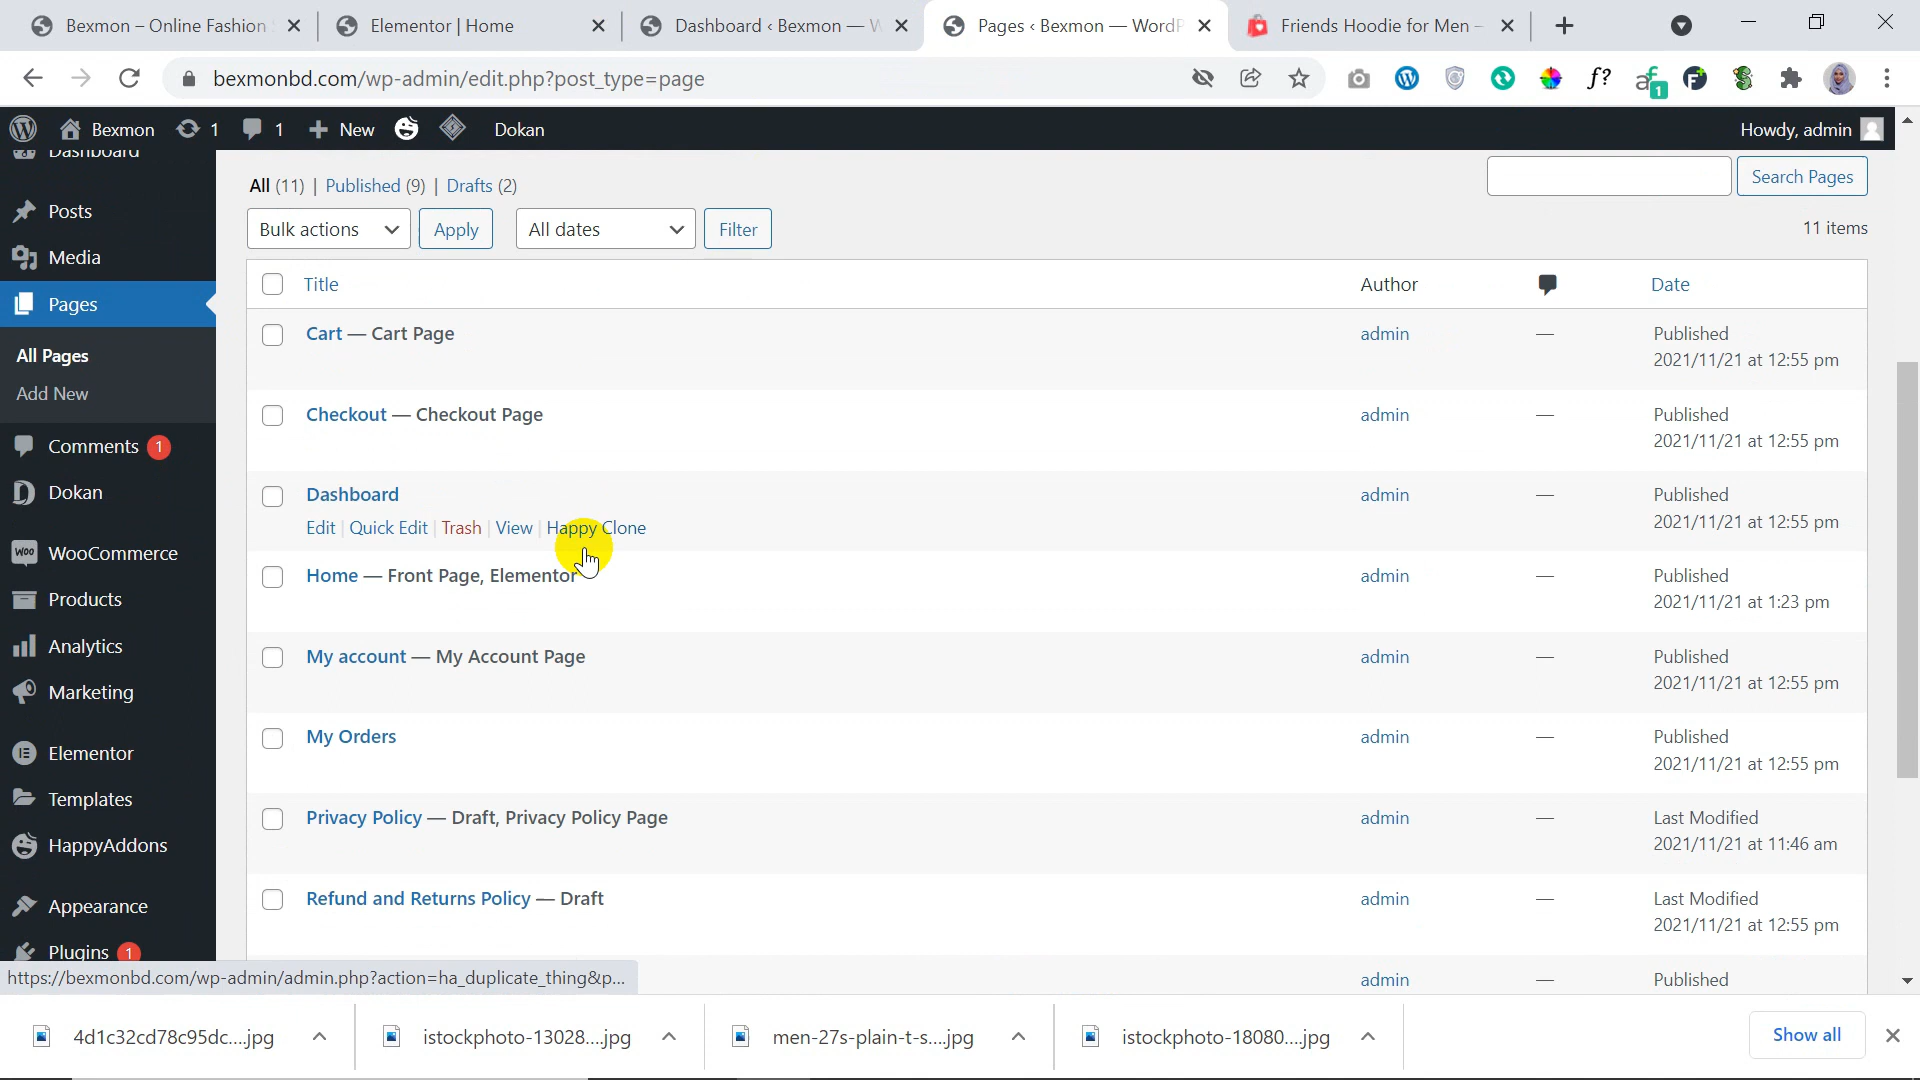 Bexmon – Online Fashion
Elementor | Home
Dashboard ‹ Bexmon — W
Pages ‹ Bexmon — WordP
Friends Hoodie for Men –
bexmonbd.com/wp-admin/edit.php?post_type=page
f?
af
1
F
Bexmon
1
1
New
Dokan
Howdy, admin
Dashboard
Posts
Media
Pages
All Pages
Add New
Comments 1
Dokan
WooCommerce
Products
Analytics
Marketing
Elementor
Templates
HappyAddons
Appearance
Plugins 1
All (11) | Published (9) | Drafts (2)
Search Pages
Bulk actions
Apply
All dates
Filter
11 items
Title
Author
Date
Cart — Cart Page
admin
—
Published
2021/11/21 at 12:55 pm
Checkout — Checkout Page
admin
—
Published
2021/11/21 at 12:55 pm
Dashboard
Edit | Quick Edit | Trash | View | Happy Clone
admin
—
Published
2021/11/21 at 12:55 pm
Home — Front Page, Elementor
admin
—
Published
2021/11/21 at 1:23 pm
My account — My Account Page
admin
—
Published
2021/11/21 at 12:55 pm
My Orders
admin
—
Published
2021/11/21 at 12:55 pm
Privacy Policy — Draft, Privacy Policy Page
admin
—
Last Modified
2021/11/21 at 11:46 am
Refund and Returns Policy — Draft
admin
—
Last Modified
2021/11/21 at 12:55 pm
admin
—
Published
https://bexmonbd.com/wp-admin/admin.php?action=ha_duplicate_thing&p...
4d1c32cd78c95dc....jpg
istockphoto-13028....jpg
men-27s-plain-t-s....jpg
istockphoto-18080....jpg
Show all